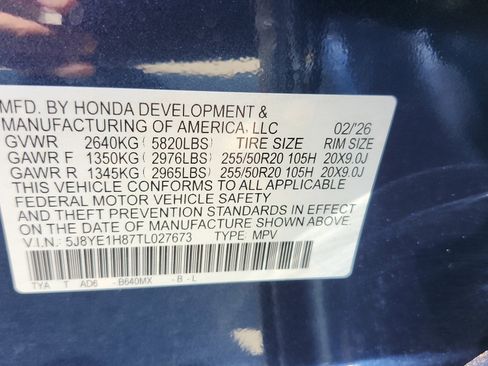 MFD. BY HONDA DEVELOPMENT &
MANUFACTURING OF AMERICA, LLC 02/'26
GVWR 2640KG ( 5820LBS) TIRE SIZE RIM SIZE
GAWR F 1350KG ( 2976LBS) 255/50R20 105H 20X9.0J
GAWR R 1345KG ( 2965LBS) 255/50R20 105H 20X9.0J
THIS VEHICLE CONFORMS TO ALL APPLICABLE
FEDERAL MOTOR VEHICLE SAFETY
AND THEFT PREVENTION STANDARDS IN EFFECT
ON THE DATE OF MANUFACTURE SHOWN ABOVE.
V.I.N.: 5J8YE1H87TL027673 TYPE: MPV
TYA T AD6 - B640MX - B - L